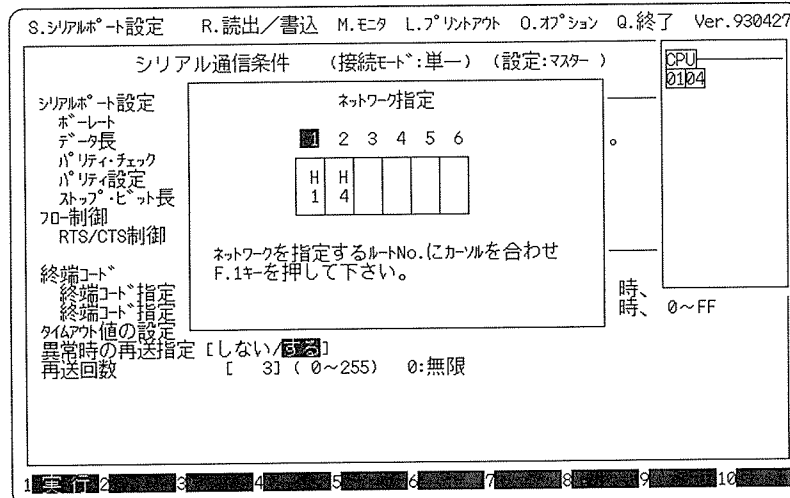 S.ｼﾘｱﾙﾎﾟｰﾄ設定 R.読出／書込 M.ﾓﾆﾀ L.ﾌﾟﾘﾝﾄｱｳﾄ O.ｵﾌﾟｼｮﾝ Q.終了 Ver.930427
シリアル通信条件 (接続ﾓｰﾄﾞ:単一) (設定:ﾏｽﾀｰ )
CPU
0104
ｼﾘｱﾙﾎﾟｰﾄ設定
ﾎﾞｰﾚｰﾄ
ﾃﾞｰﾀ長
ﾊﾟﾘﾃｨ・ﾁｪｯｸ
ﾊﾟﾘﾃｨ設定
ｽﾄｯﾌﾟ・ﾋﾞｯﾄ長
ﾌﾛｰ制御
RTS/CTS制御
終端ｺｰﾄﾞ
終端ｺｰﾄﾞ指定
終端ｺｰﾄﾞ指定
ﾀｲﾑｱｳﾄ値の設定
異常時の再送指定 [しない/する]
再送回数 [ 3] ( 0～255) 0:無限
ﾈｯﾄﾜｰｸ指定
1 2 3 4 5 6
H H
1 4
ﾈｯﾄﾜｰｸを指定するﾙｰﾄNo.にｶｰｿﾙを合わせ
F.1ｷｰを押して下さい。
。
時、
時、 0～FF
1 実 行 2 3 4 5 6 7 8 9 10